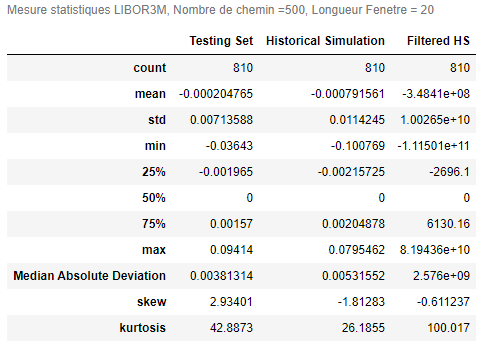 Mesure statistiques LIBOR3M, Nombre de chemin =500, Longueur Fenetre = 20
Testing Set Historical Simulation Filtered HS
count 810 810 810
mean -0.000204765 -0.000791561 -3.4841e+08
std 0.00713588 0.0114245 1.00265e+10
min -0.03643 -0.100769 -1.11501e+11
25% -0.001965 -0.00215725 -2696.1
50% 0 0 0
75% 0.00157 0.00204878 6130.16
max 0.09414 0.0795462 8.19436e+10
Median Absolute Deviation 0.00381314 0.00531552 2.576e+09
skew 2.93401 -1.81283 -0.611237
kurtosis 42.8873 26.1855 100.017